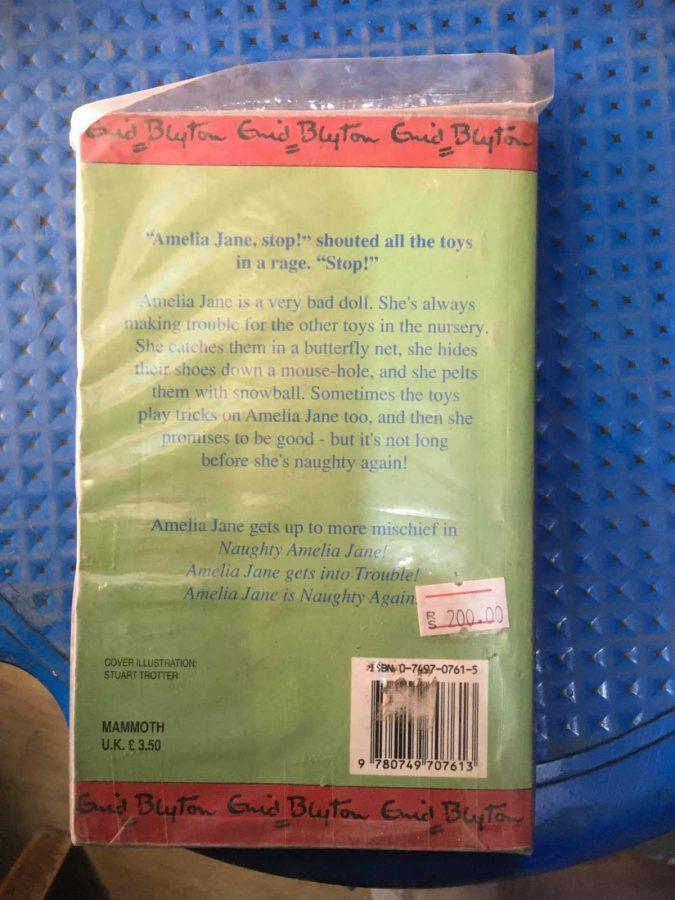 Enid Blyton Enid Blyton Enid Blyton
“Amelia Jane, stop!” shouted all the toys
in a rage. “Stop!”
Amelia Jane is a very bad doll. She's always
making trouble for the other toys in the nursery.
She catches them in a butterfly net, she hides
their shoes down a mouse-hole, and she pelts
them with snowball. Sometimes the toys
play tricks on Amelia Jane too, and then she
promises to be good - but it's not long
before she's naughty again!
Amelia Jane gets up to more mischief in
Naughty Amelia Jane!
Amelia Jane gets into Trouble!
Amelia Jane is Naughty Again
RS 200.00
COVER ILLUSTRATION:
STUART TROTTER
ISBN 0-7497-0761-5
MAMMOTH
U.K. £ 3.50
9 780749 707613
Enid Blyton Enid Blyton Enid Blyton